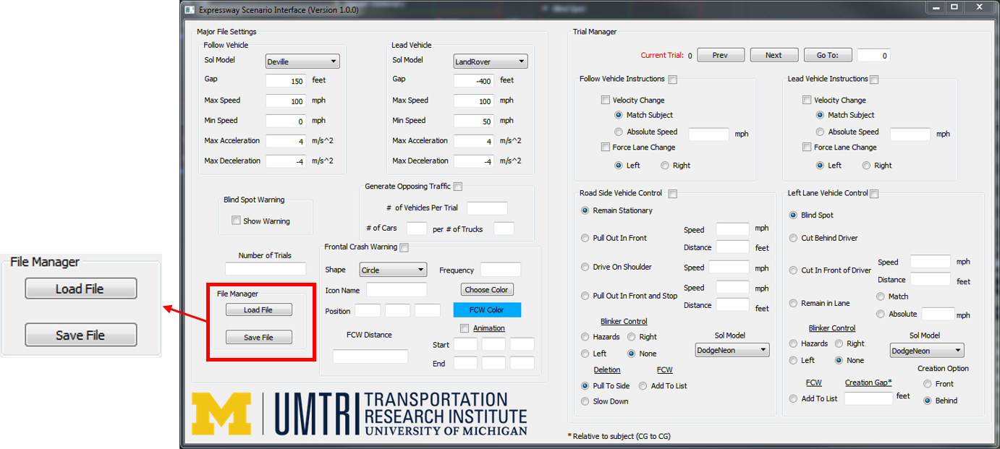 File Manager
Load File
Save File
Expressway Scenario Interface (Version 1.0.0)
Major File Settings
Follow Vehicle
Sol Model Deville
Gap 150 feet
Max Speed 100 mph
Min Speed 0 mph
Max Acceleration 4 m/s^2
Max Deceleration -4 m/s^2
Lead Vehicle
Sol Model LandRover
Gap -400 feet
Max Speed 100 mph
Min Speed 50 mph
Max Acceleration 4 m/s^2
Max Deceleration -4 m/s^2
Blind Spot Warning
Show Warning
Generate Opposing Traffic
# of Vehicles Per Trial
# of Cars per # of Trucks
Number of Trials
File Manager
Load File
Save File
Frontal Crash Warning
Shape Circle Frequency
Icon Name Choose Color
Position FCW Color
Animation
FCW Distance
Start
End
M UMTRI TRANSPORTATION
RESEARCH INSTITUTE
UNIVERSITY OF MICHIGAN
Trial Manager
Current Trial: 0 Prev Next Go To: 0
Follow Vehicle Instructions
Velocity Change
Match Subject
Absolute Speed mph
Force Lane Change
Left Right
Lead Vehicle Instructions
Velocity Change
Match Subject
Absolute Speed mph
Force Lane Change
Left Right
Road Side Vehicle Control
Remain Stationary
Pull Out In Front Speed mph
Distance feet
Drive On Shoulder Speed mph
Pull Out In Front and Stop Speed mph
Distance feet
Blinker Control
Hazards Right
Left None
Sol Model
DodgeNeon
Deletion FCW
Pull To Side Add To List
Slow Down
Left Lane Vehicle Control
Blind Spot
Cut Behind Driver
Cut In Front of Driver Speed mph
Distance feet
Remain in Lane Match
Absolute mph
Blinker Control
Hazards Right
Left None
Sol Model
DodgeNeon
Creation Option
Front
Behind
FCW Creation Gap*
Add To List feet
* Relative to subject (CG to CG)